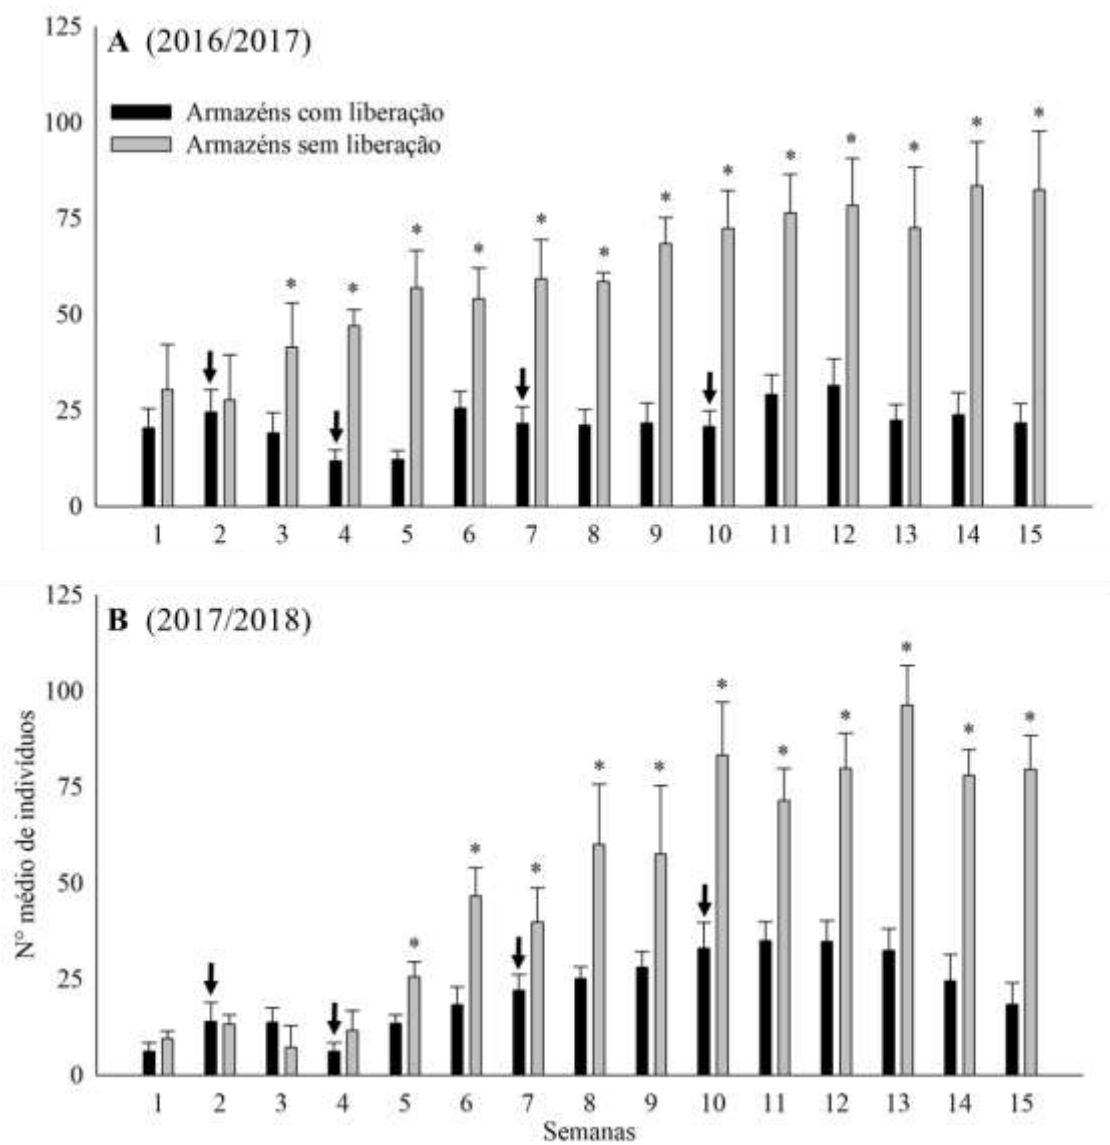 125
A (2016/2017)
Armazéns com liberação
100
Armazéns sem liberação
* * * * * * * * * * * * *
75
50
25
0
1 2 3 4 5 6 7 8 9 10 11 12 13 14 15
125
B (2017/2018)
100
* * * * * * * * * * *
75
50
25
0
N° médio de indivíduos
1 2 3 4 5 6 7 8 9 10 11 12 13 14 15
Semanas